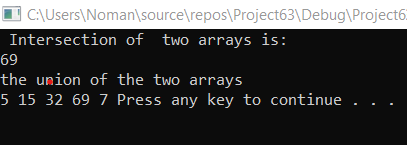 C:\Users\Noman\source\repos\Project63\Debug\Project6
Intersection of  two arrays is:
69
the union of the two arrays
5 15 32 69 7 Press any key to continue . . .